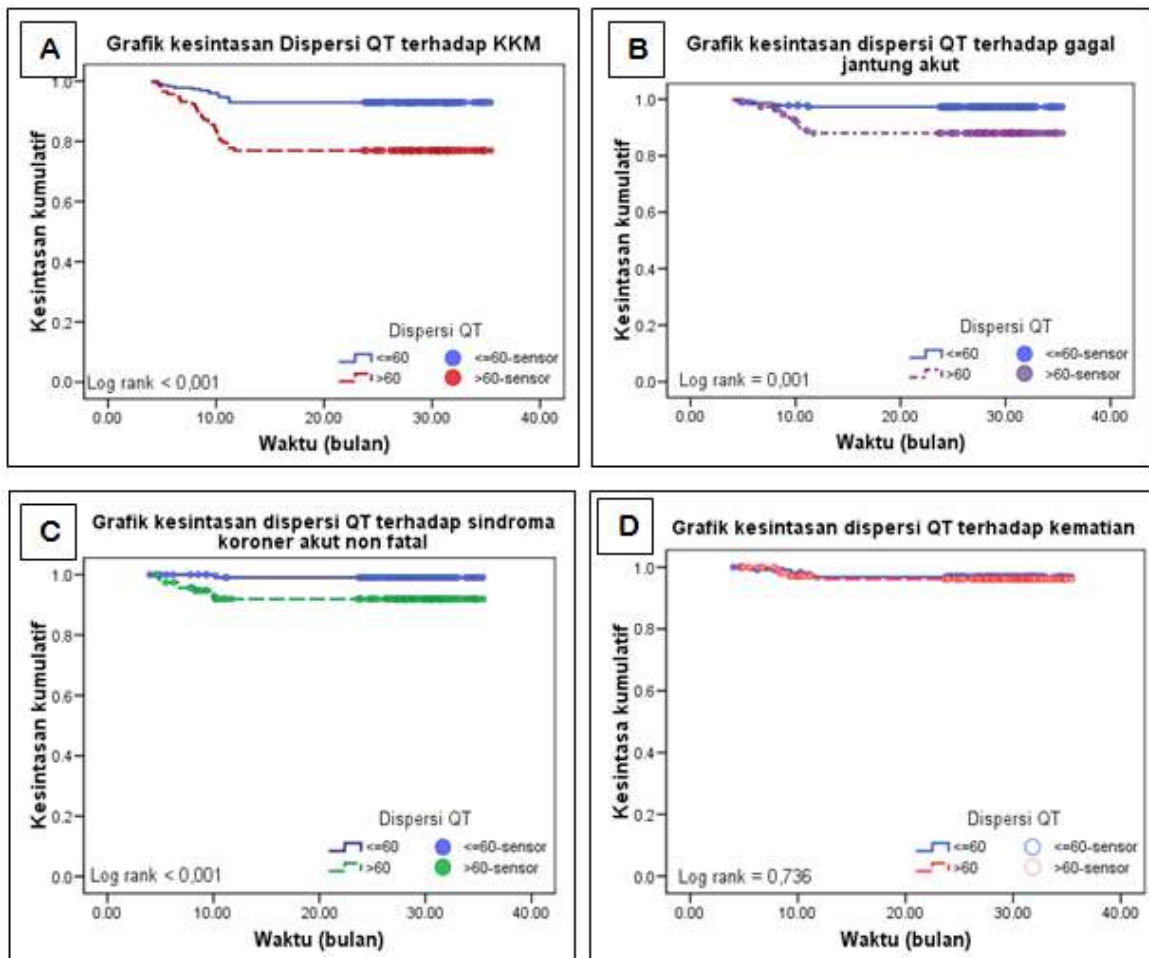 A
Grafik kesintasan Dispersi QT terhadap KKM
Kesintasan kumulatif
1.0
0.8
0.6
0.4
0.2
0.0
Dispersi QT
<=60 <=60-sensor
>60 >60-sensor
Log rank < 0,001
0.00 10.00 20.00 30.00 40.00
Waktu (bulan)
B
Grafik kesintasan dispersi QT terhadap gagal
jantung akut
Kesintasan kumulatif
1.0
0.8
0.6
0.4
0.2
0.0
Dispersi QT
<=60 <=60-sensor
>60 >60-sensor
Log rank = 0,001
0.00 10.00 20.00 30.00 40.00
Waktu (bulan)
C
Grafik kesintasan dispersi QT terhadap sindroma
koroner akut non fatal
Kesintasan kumulatif
1.0
0.8
0.6
0.4
0.2
0.0
Dispersi QT
<=60 <=60-sensor
>60 >60-sensor
Log rank < 0,001
0.00 10.00 20.00 30.00 40.00
Waktu (bulan)
D
Grafik kesintasan dispersi QT terhadap kematian
Kesintasa kumulatif
1.0
0.8
0.6
0.4
0.2
0.0
Dispersi QT
<=60 <=60-sensor
>60 >60-sensor
Log rank = 0,736
0.00 10.00 20.00 30.00 40.00
Waktu (bulan)